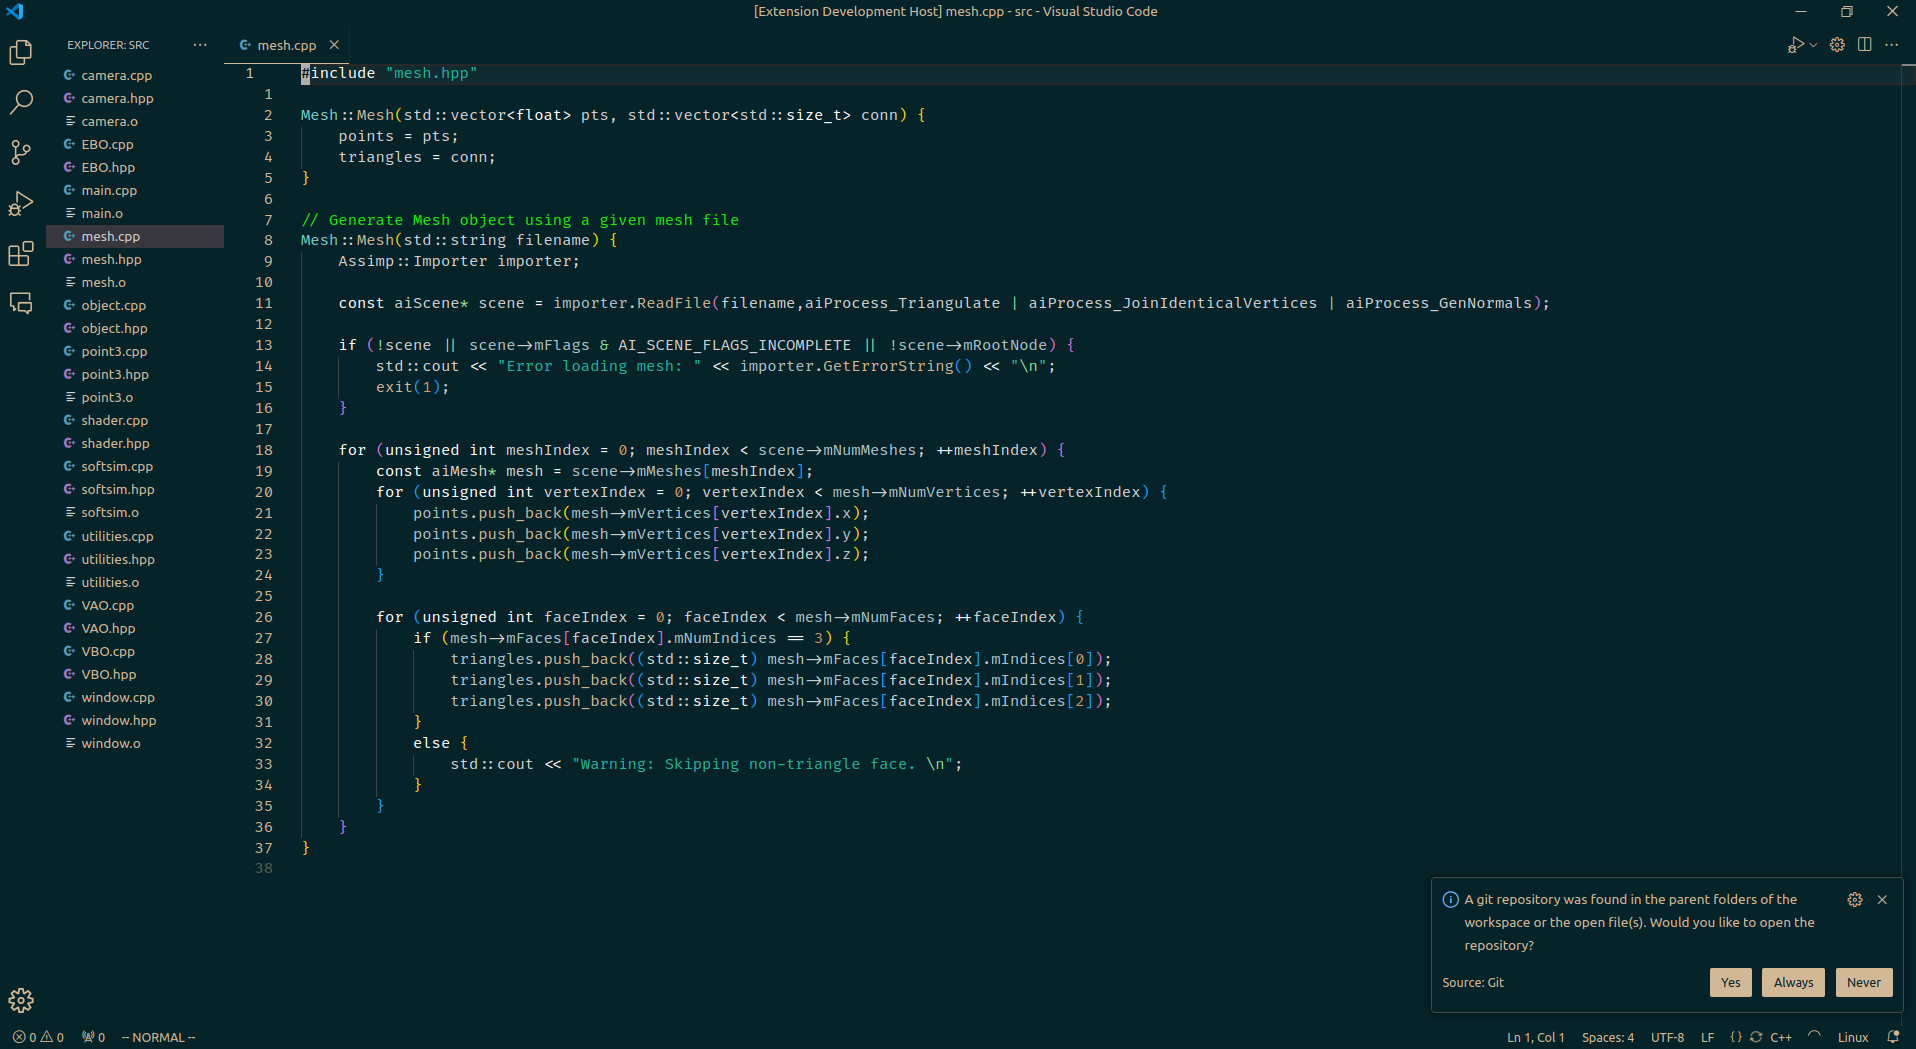 [Extension Development Host] mesh.cpp - src - Visual Studio Code
EXPLORER: SRC
mesh.cpp
camera.cpp
camera.hpp
camera.o
EBO.cpp
EBO.hpp
main.cpp
main.o
mesh.cpp
mesh.hpp
mesh.o
object.cpp
object.hpp
point3.cpp
point3.hpp
point3.o
shader.cpp
shader.hpp
softsim.cpp
softsim.hpp
softsim.o
utilities.cpp
utilities.hpp
utilities.o
VAO.cpp
VAO.hpp
VBO.cpp
VBO.hpp
window.cpp
window.hpp
window.o
1 #include "mesh.hpp"
1
2 Mesh::Mesh(std::vector<float> pts, std::vector<std::size_t> conn) {
3 points = pts;
4 triangles = conn;
5 }
6
7 // Generate Mesh object using a given mesh file
8 Mesh::Mesh(std::string filename) {
9 Assimp::Importer importer;
10
11 const aiScene* scene = importer.ReadFile(filename,aiProcess_Triangulate | aiProcess_JoinIdenticalVertices | aiProcess_GenNormals);
12
13 if (!scene || scene->mFlags & AI_SCENE_FLAGS_INCOMPLETE || !scene->mRootNode) {
14 std::cout << "Error loading mesh: " << importer.GetErrorString() << "\n";
15 exit(1);
16 }
17
18 for (unsigned int meshIndex = 0; meshIndex < scene->mNumMeshes; ++meshIndex) {
19 const aiMesh* mesh = scene->mMeshes[meshIndex];
20 for (unsigned int vertexIndex = 0; vertexIndex < mesh->mNumVertices; ++vertexIndex) {
21 points.push_back(mesh->mVertices[vertexIndex].x);
22 points.push_back(mesh->mVertices[vertexIndex].y);
23 points.push_back(mesh->mVertices[vertexIndex].z);
24 }
25
26 for (unsigned int faceIndex = 0; faceIndex < mesh->mNumFaces; ++faceIndex) {
27 if (mesh->mFaces[faceIndex].mNumIndices == 3) {
28 triangles.push_back((std::size_t) mesh->mFaces[faceIndex].mIndices[0]);
29 triangles.push_back((std::size_t) mesh->mFaces[faceIndex].mIndices[1]);
30 triangles.push_back((std::size_t) mesh->mFaces[faceIndex].mIndices[2]);
31 }
32 else {
33 std::cout << "Warning: Skipping non-triangle face. \n";
34 }
35 }
36 }
37 }
38
A git repository was found in the parent folders of the
workspace or the open file(s). Would you like to open the
repository?
Source: Git
Yes
Always
Never
0 0 0 -- NORMAL --
Ln 1, Col 1 Spaces: 4 UTF-8 LF {} C++ Linux